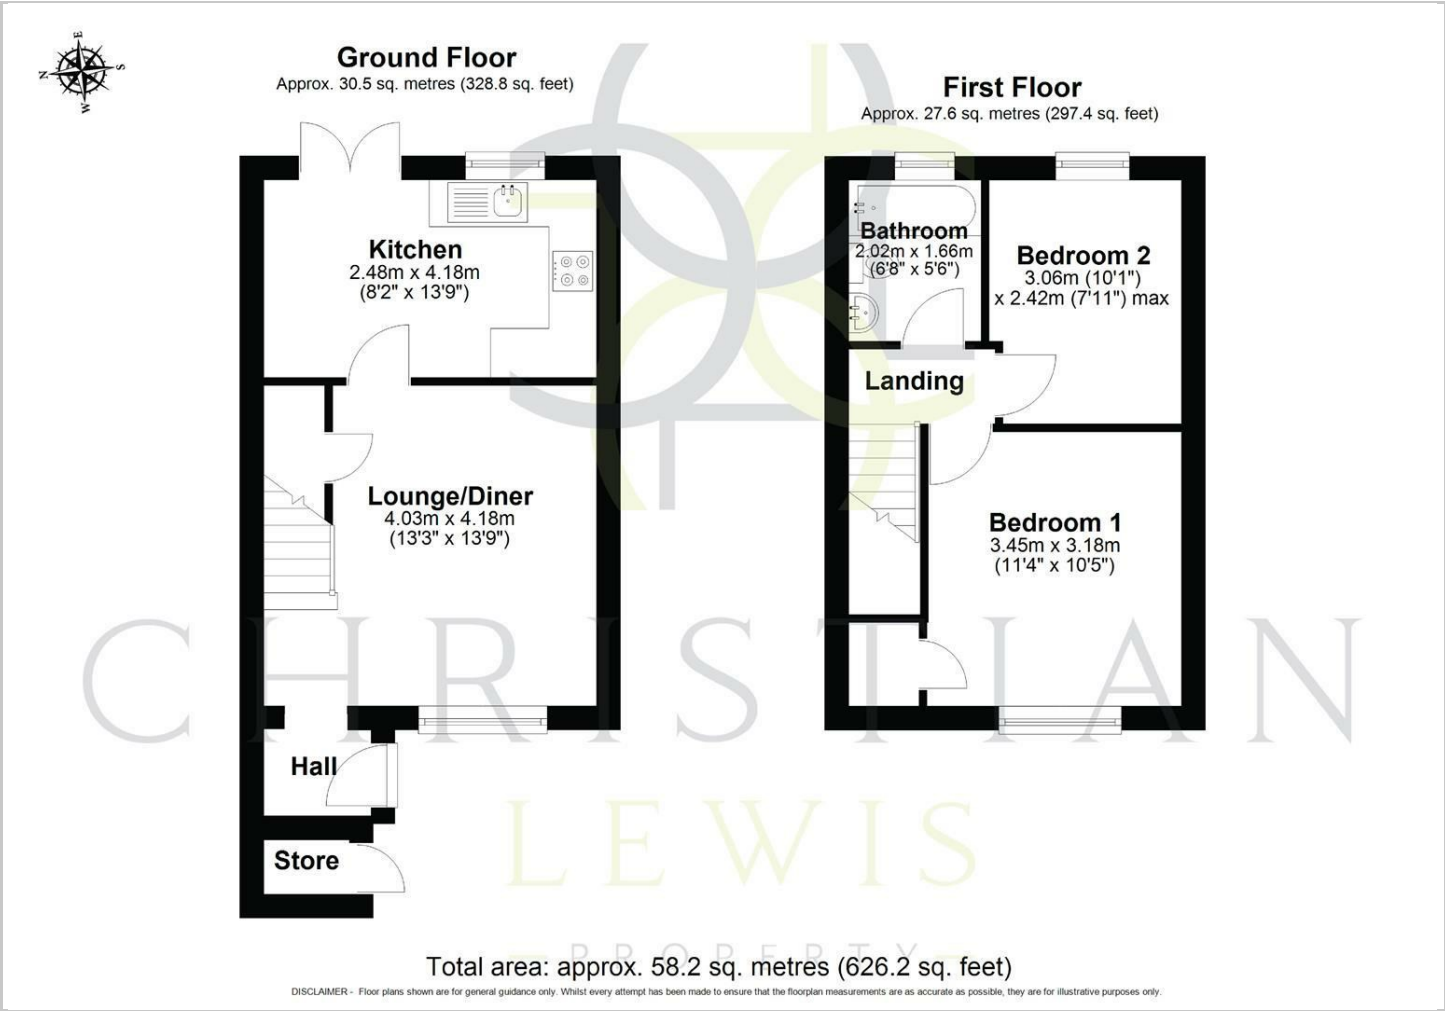 E
N
S
W
Ground Floor
Approx. 30.5 sq. metres (328.8 sq. feet)
First Floor
Approx. 27.6 sq. metres (297.4 sq. feet)
Kitchen
2.48m x 4.18m
(8'2" x 13'9")
Bathroom
2.02m x 1.66m
(6'8" x 5'6")
Bedroom 2
3.06m (10'1")
x 2.42m (7'11") max
Landing
Lounge/Diner
4.03m x 4.18m
(13'3" x 13'9")
Bedroom 1
3.45m x 3.18m
(11'4" x 10'5")
CHRISTIAN
Hall
LEWIS
Store
PROPERTY
Total area: approx. 58.2 sq. metres (626.2 sq. feet)
DISCLAIMER - Floor plans shown are for general guidance only. Whilst every attempt has been made to ensure that the floorplan measurements are as accurate as possible, they are for illustrative purposes only.